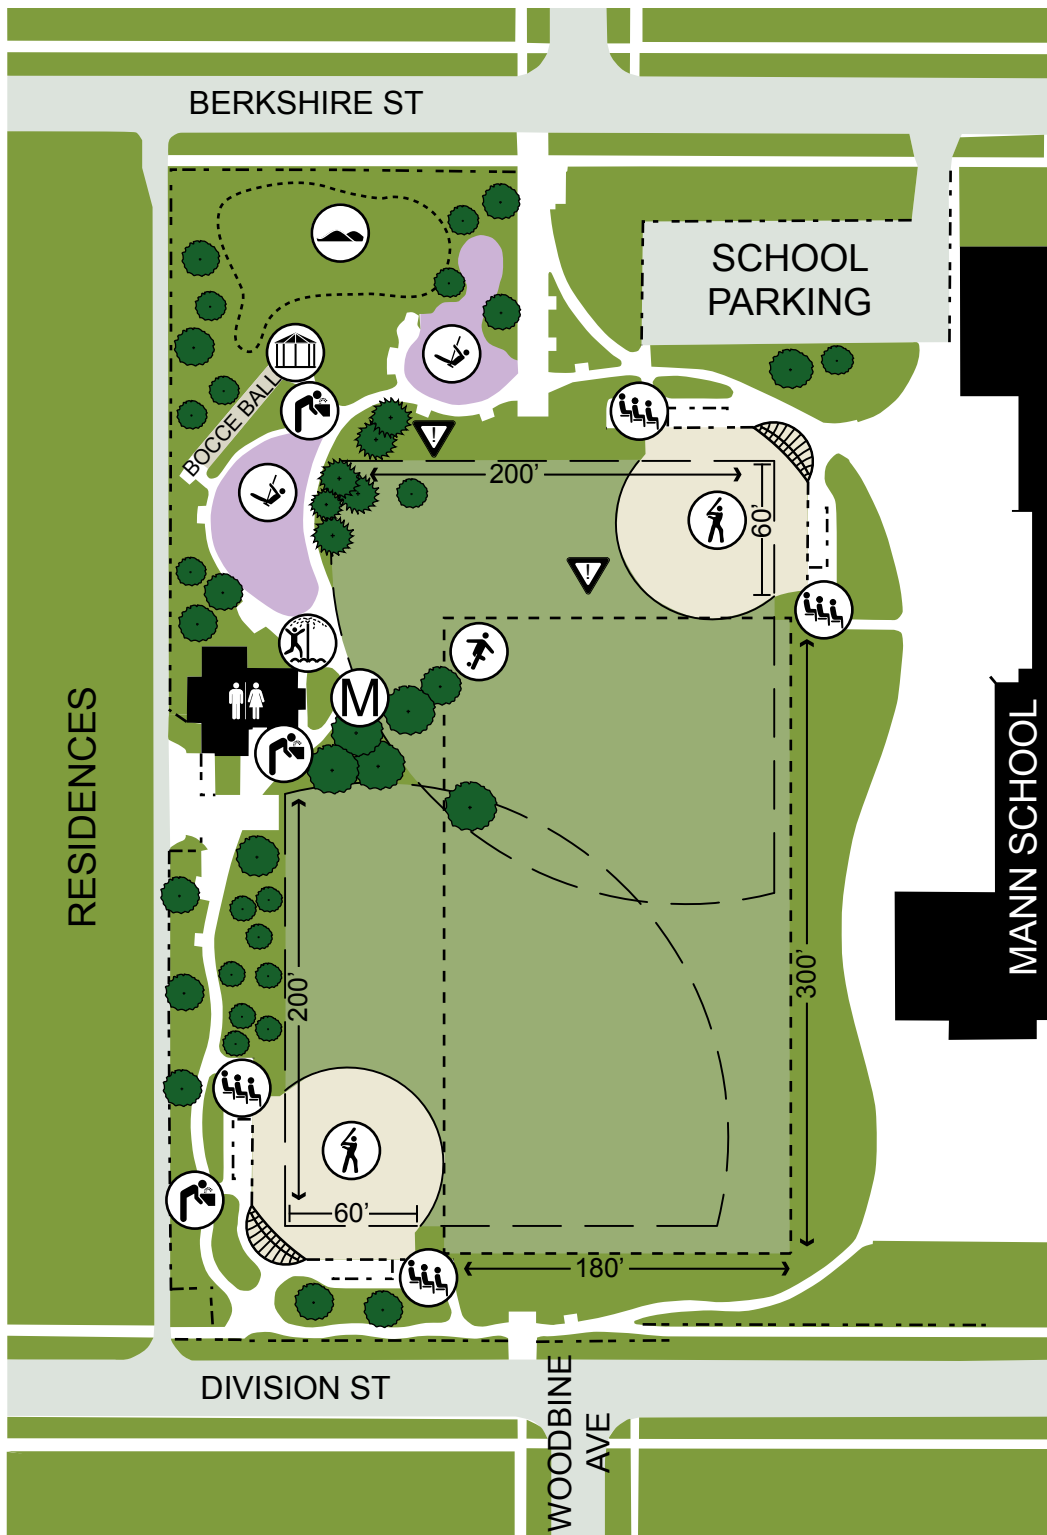 BERKSHIRE ST
SCHOOL
PARKING
BOCCE BALL
!
200'
60'
!
M
RESIDENCES
MANN SCHOOL
200'
300'
60'
180'
DIVISION ST
WOODBINE
AVE